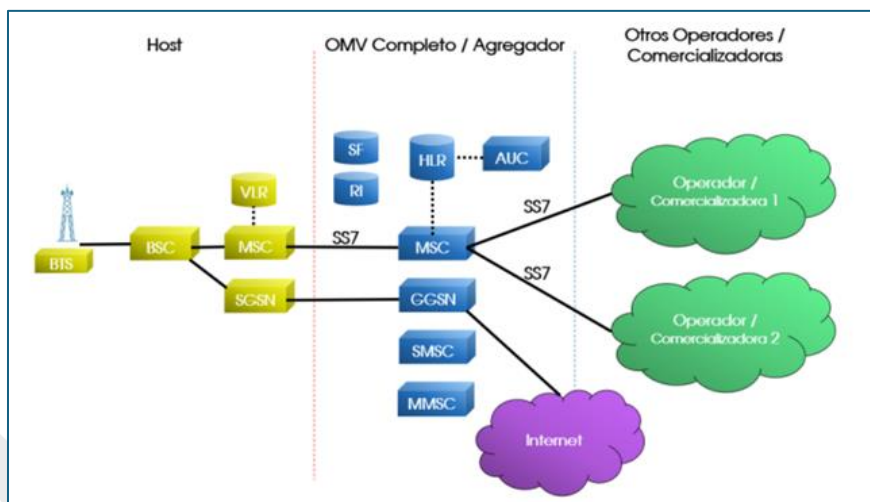 Host
OMV Completo / Agregador
Otros Operadores /
Comercializadoras
SF
RI
HLR
AUC
VLR
BTS
BSC
MSC
SS7
MSC
SS7
SS7
Operador /
Comercializadora 1
SGSN
GGSN
Operador /
Comercializadora 2
SMSC
MMSC
Internet